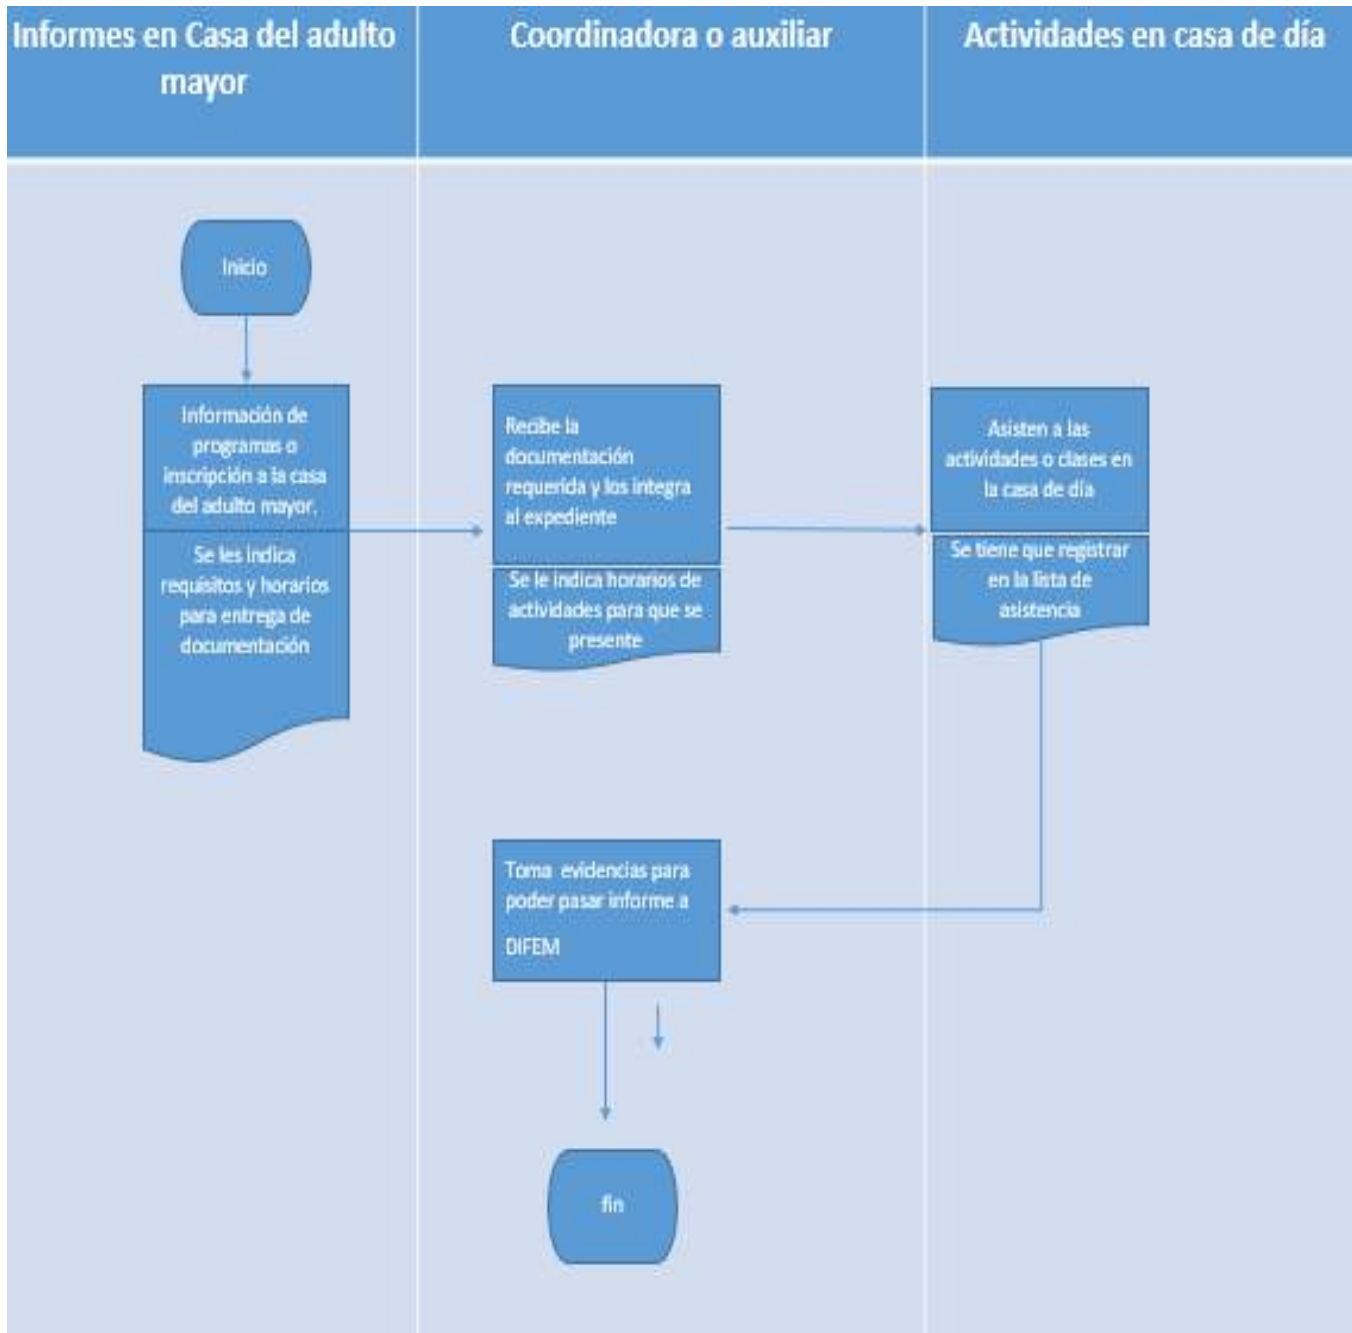 Informes en Casa del adulto
mayor
Coordinadora o auxiliar
Actividades en casa de día
Inicio
Información de
programas o
inscripción a la casa
del adulto mayor.
Se les indica
requisitos y horarios
para entrega de
documentación
Recibe la
documentación
requerida y los integra
al expediente
Se le indica horarios de
actividades para que se
presente
Asisten a las
actividades o clases en
la casa de día
Se tiene que registrar
en la lista de
asistencia
Toma evidencias para
poder pasar informe a
DIFEM
fin